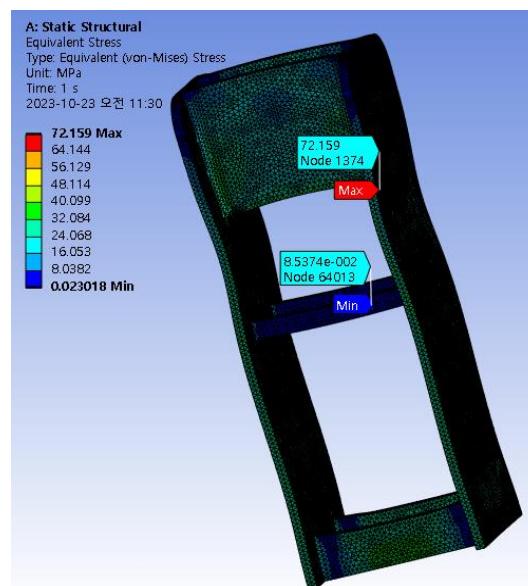 A: Static Structural
Equivalent Stress
Type: Equivalent (von-Mises) Stress
Unit: MPa
Time: 1 s
2023-10-23 오전 11:30
72.159 Max
64.144
56.129
48.114
40.099
32.084
24.068
16.053
8.0382
0.023018 Min
72.159
Node 1374
Max
8.5374e-002
Node 64013
Min